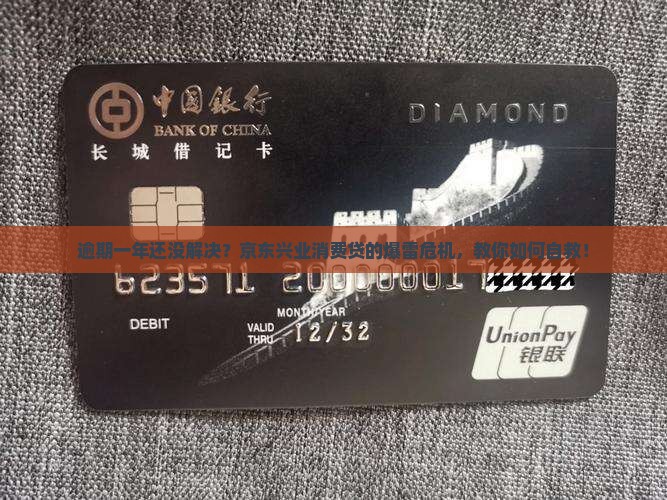 中国銀行
BANK OF CHINA
长城借记卡
DIAMOND
逾期一年还没解决？京东兴业消费贷的爆雷危机，教你如何自救！
MONTH/YEAR
DEBIT
VALID THRU 12/32
UnionPay
银联